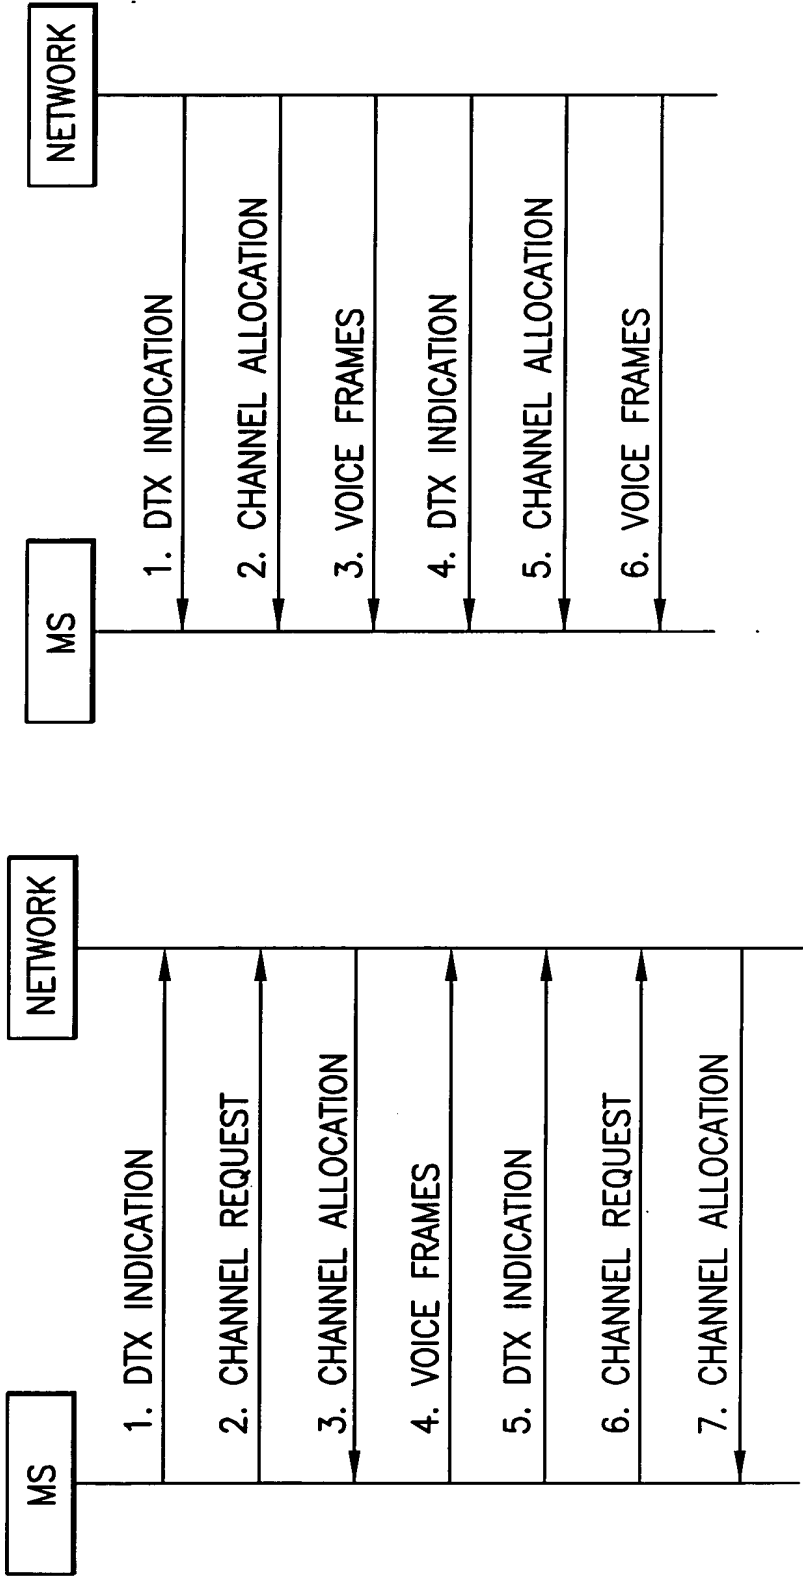 MS
NETWORK
1. DTX INDICATION
2. CHANNEL REQUEST
3. CHANNEL ALLOCATION
4. VOICE FRAMES
5. DTX INDICATION
6. CHANNEL REQUEST
7. CHANNEL ALLOCATION
MS
NETWORK
1. DTX INDICATION
2. CHANNEL ALLOCATION
3. VOICE FRAMES
4. DTX INDICATION
5. CHANNEL ALLOCATION
6. VOICE FRAMES